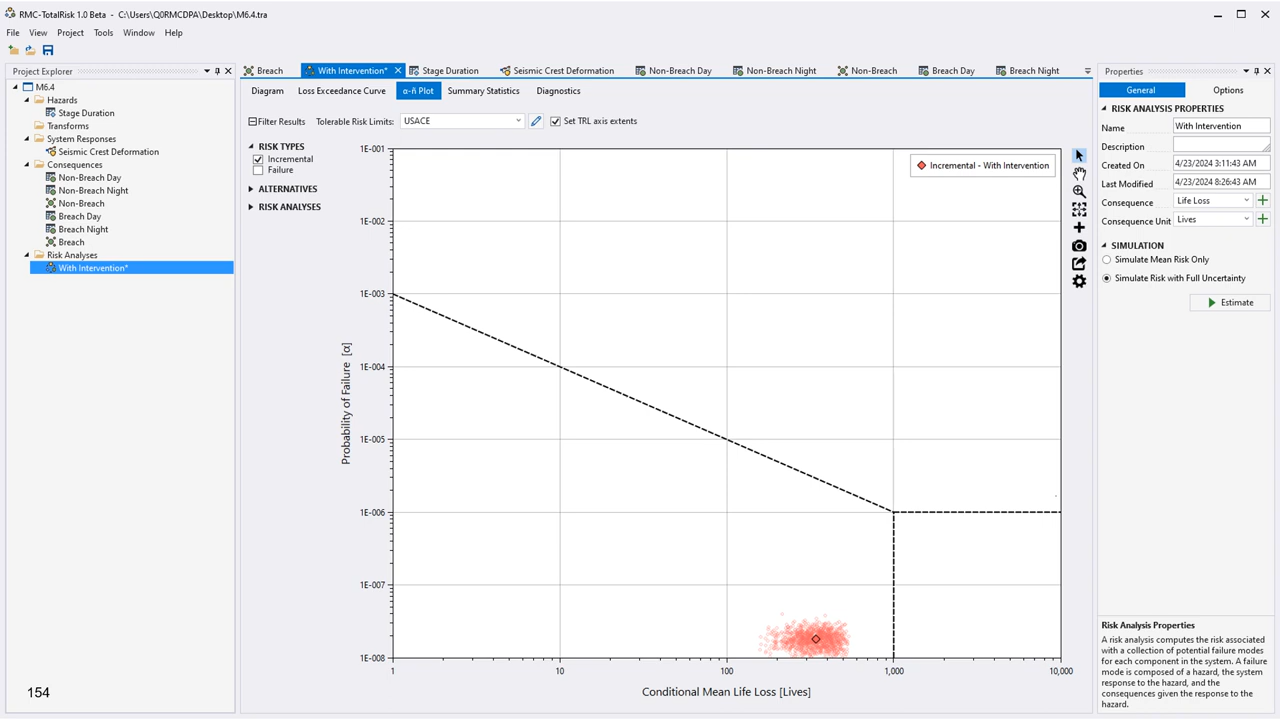 RMC-TotalRisk 1.0 Beta - C:\Users\Q0RMCDPA\Desktop\M6.4.tra
File View Project Tools Window Help
Project Explorer
M6.4
Hazards
Stage Duration
Transforms
System Responses
Seismic Crest Deformation
Consequences
Non-Breach Day
Non-Breach Night
Non-Breach
Breach Day
Breach Night
Breach
Risk Analyses
With Intervention*
154
Breach With Intervention* Stage Duration Seismic Crest Deformation Non-Breach Day Non-Breach Night Non-Breach Breach Day Breach Night
Diagram Loss Exceedance Curve α-ñ Plot Summary Statistics Diagnostics
Filter Results Tolerable Risk Limits: USACE Set TRL axis extents
RISK TYPES
Incremental
Failure
ALTERNATIVES
RISK ANALYSES
Probability of Failure [α]
1E-001
1E-002
1E-003
1E-004
1E-005
1E-006
1E-007
1E-008
Incremental - With Intervention
1 10 100 1,000 10,000
Conditional Mean Life Loss [Lives]
Properties
General Options
RISK ANALYSIS PROPERTIES
Name With Intervention
Description
Created On 4/23/2024 3:11:43 AM
Last Modified 4/23/2024 8:26:43 AM
Consequence Life Loss
Consequence Unit Lives
SIMULATION
Simulate Mean Risk Only
Simulate Risk with Full Uncertainty
Estimate
Risk Analysis Properties
A risk analysis computes the risk associated
with a collection of potential failure modes
for each component in the system. A failure
mode is composed of a hazard, the system
response to the hazard, and the
consequences given the response to the
hazard.